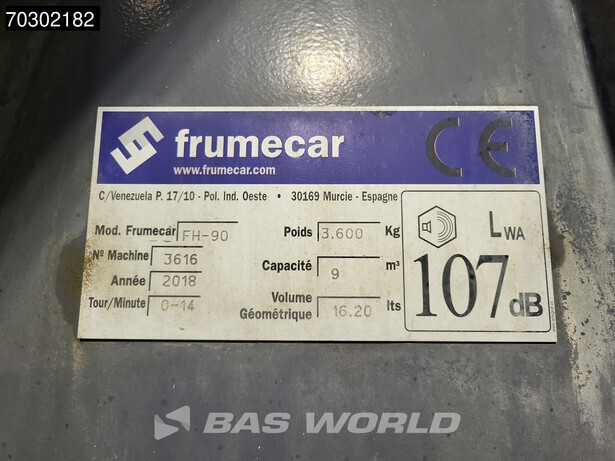 70302182
frumecar
www.frumecar.com
CE
C/Venezuela P. 17/10 - Pol. Ind. Oeste • 30169 Murcie - Espagne
Mod. Frumecar FH-90
Nº Machine 3616
Année 2018
Tour/Minute 0-14
Poids 3.600 Kg
Capacité 9 m³
Volume Géométrique 16.20 lts
LWA
107dB
BAS WORLD